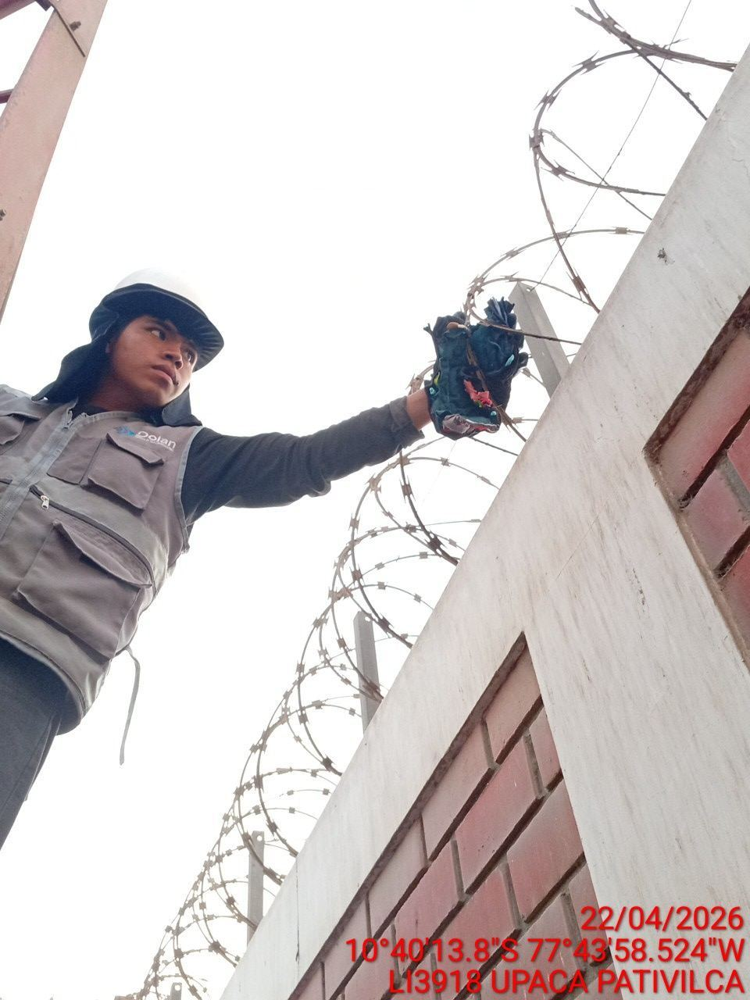 Dolan
22/04/2026
10°40'13.8"S 77°43'58.524"W
LI3918 UPACA PATIVILCA